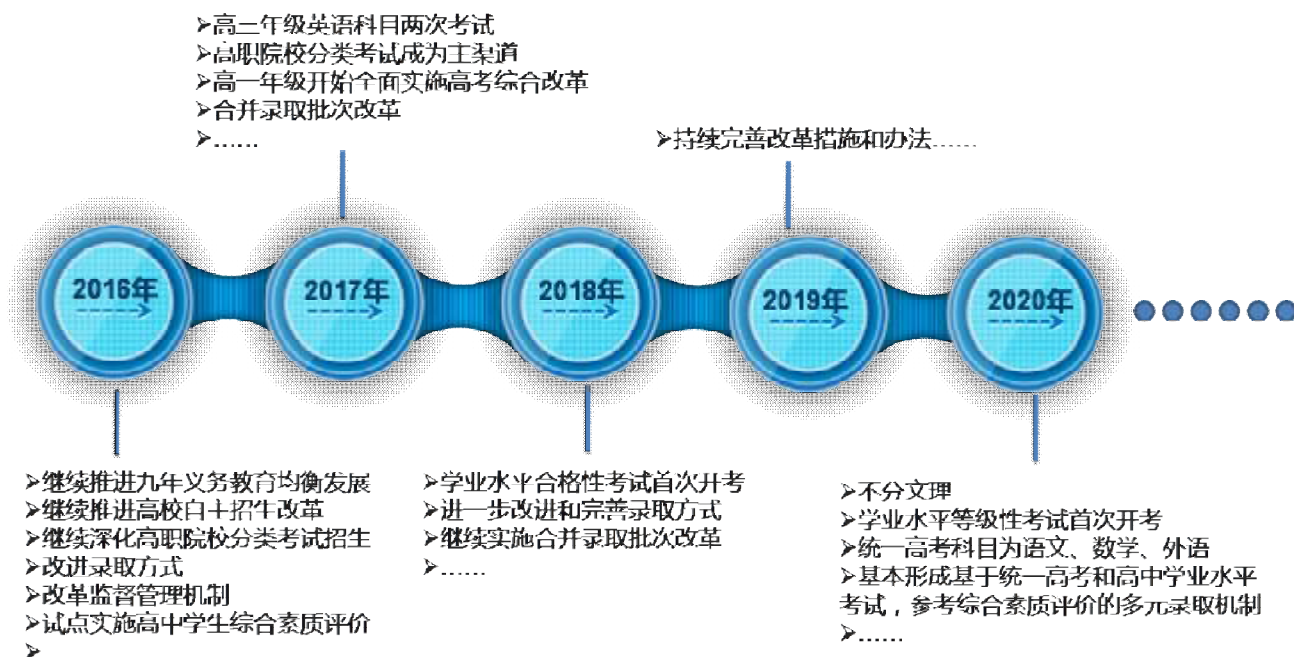 ➢高三年级英语科目两次考试
➢高职院校分类考试成为主渠道
➢高一年级开始全面实施高考综合改革
➢合并录取批次改革
➢……
➢持续完善改革措施和办法……
2016年
2017年
2018年
2019年
2020年
➢继续推进九年义务教育均衡发展
➢继续推进高校自主招生改革
➢继续深化高职院校分类考试招生
➢改进录取方式
➢改革监督管理机制
➢试点实施高中学生综合素质评价
➢
➢学业水平合格性考试首次开考
➢进一步改进和完善录取方式
➢继续实施合并录取批次改革
➢……
➢不分文理
➢学业水平等级性考试首次开考
➢统一高考科目为语文、数学、外语
➢基本形成基于统一高考和高中学业水平
考试，参考综合素质评价的多元录取机制
➢……